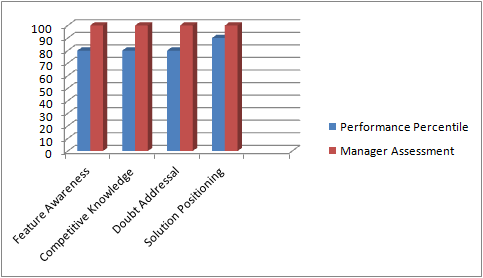 100
90
80
70
60
50
40
30
20
10
0
Feature Awareness
Competitive Knowledge
Doubt Addressal
Solution Positioning
Performance Percentile
Manager Assessment